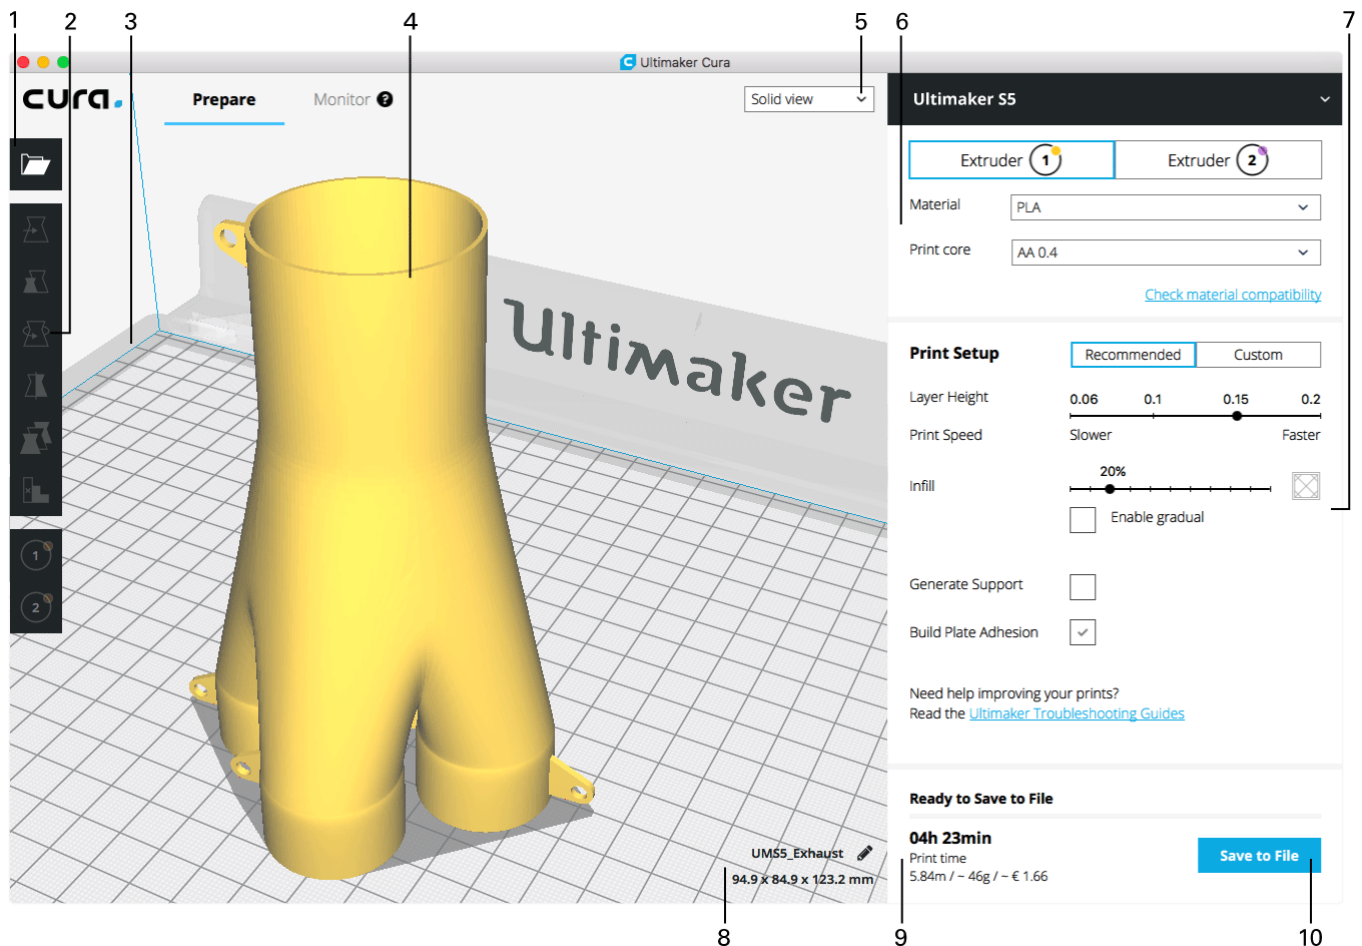 1 2 3 4 5 6 7
Ultimaker Cura
cura.
Prepare
Monitor ?
Solid view
Ultimaker S5
Extruder 1
Extruder 2
Material
PLA
Print core
AA 0.4
Check material compatibility
Ultimaker
Print Setup
Recommended
Custom
Layer Height
0.06 0.1 0.15 0.2
Print Speed
Slower
Faster
20%
Infill
Enable gradual
1
2
Generate Support
Build Plate Adhesion
Need help improving your prints?
Read the Ultimaker Troubleshooting Guides
Ready to Save to File
04h 23min
Print time
5.84m / ~ 46g / ~ € 1.66
Save to File
UMS5_Exhaust
94.9 x 84.9 x 123.2 mm
8 9 10